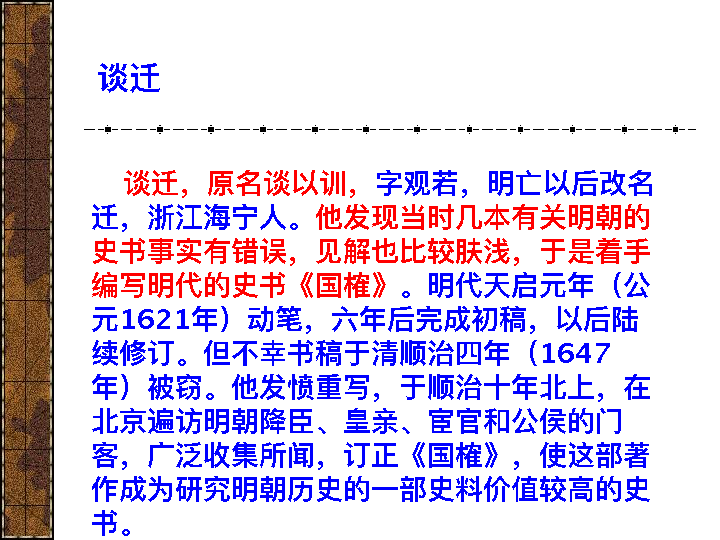 谈迁
谈迁，原名谈以训，字观若，明亡以后改名
迁，浙江海宁人。他发现当时几本有关明朝的
史书事实有错误，见解也比较肤浅，于是着手
编写明代的史书《国榷》。明代天启元年（公
元1621年）动笔，六年后完成初稿，以后陆
续修订。但不幸书稿于清顺治四年（1647
年）被窃。他发愤重写，于顺治十年北上，在
北京遍访明朝降臣、皇亲、宦官和公侯的门
客，广泛收集所闻，订正《国榷》，使这部著
作成为研究明朝历史的一部史料价值较高的史
书。